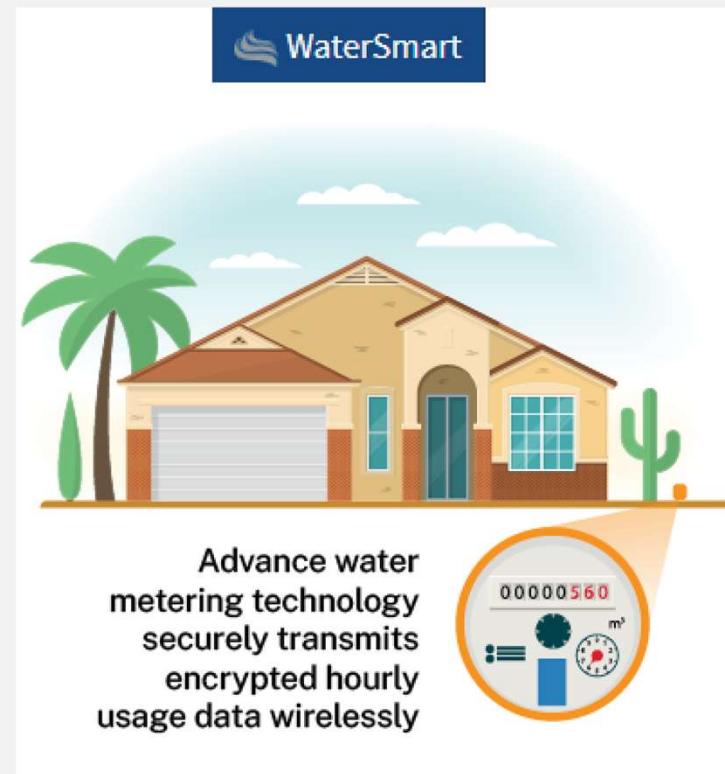 WaterSmart
Advance water
metering technology
securely transmits
encrypted hourly
usage data wirelessly
00000560
m³